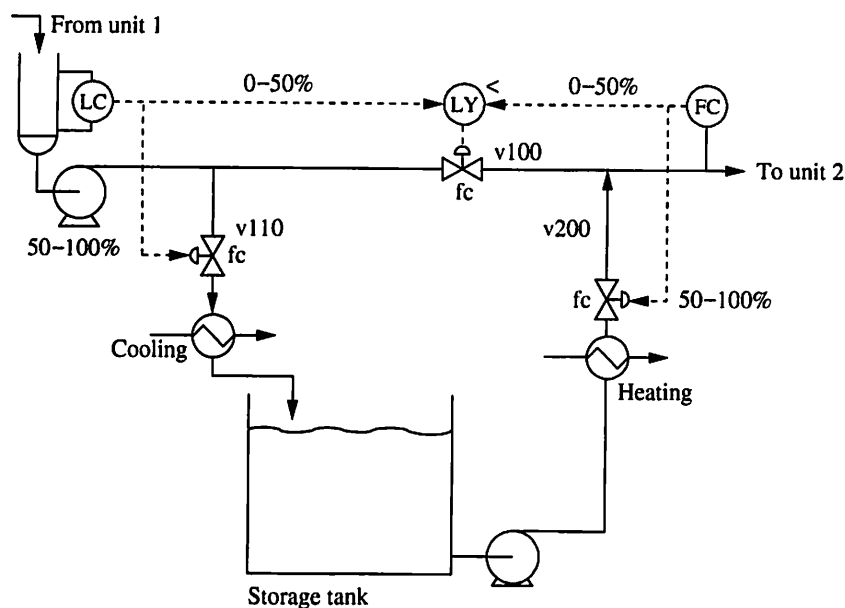 From unit 1
0–50%
0–50%
LC
LY
<
FC
v100
fc
To unit 2
50–100%
v110
fc
v200
fc
50–100%
Cooling
Heating
Storage tank